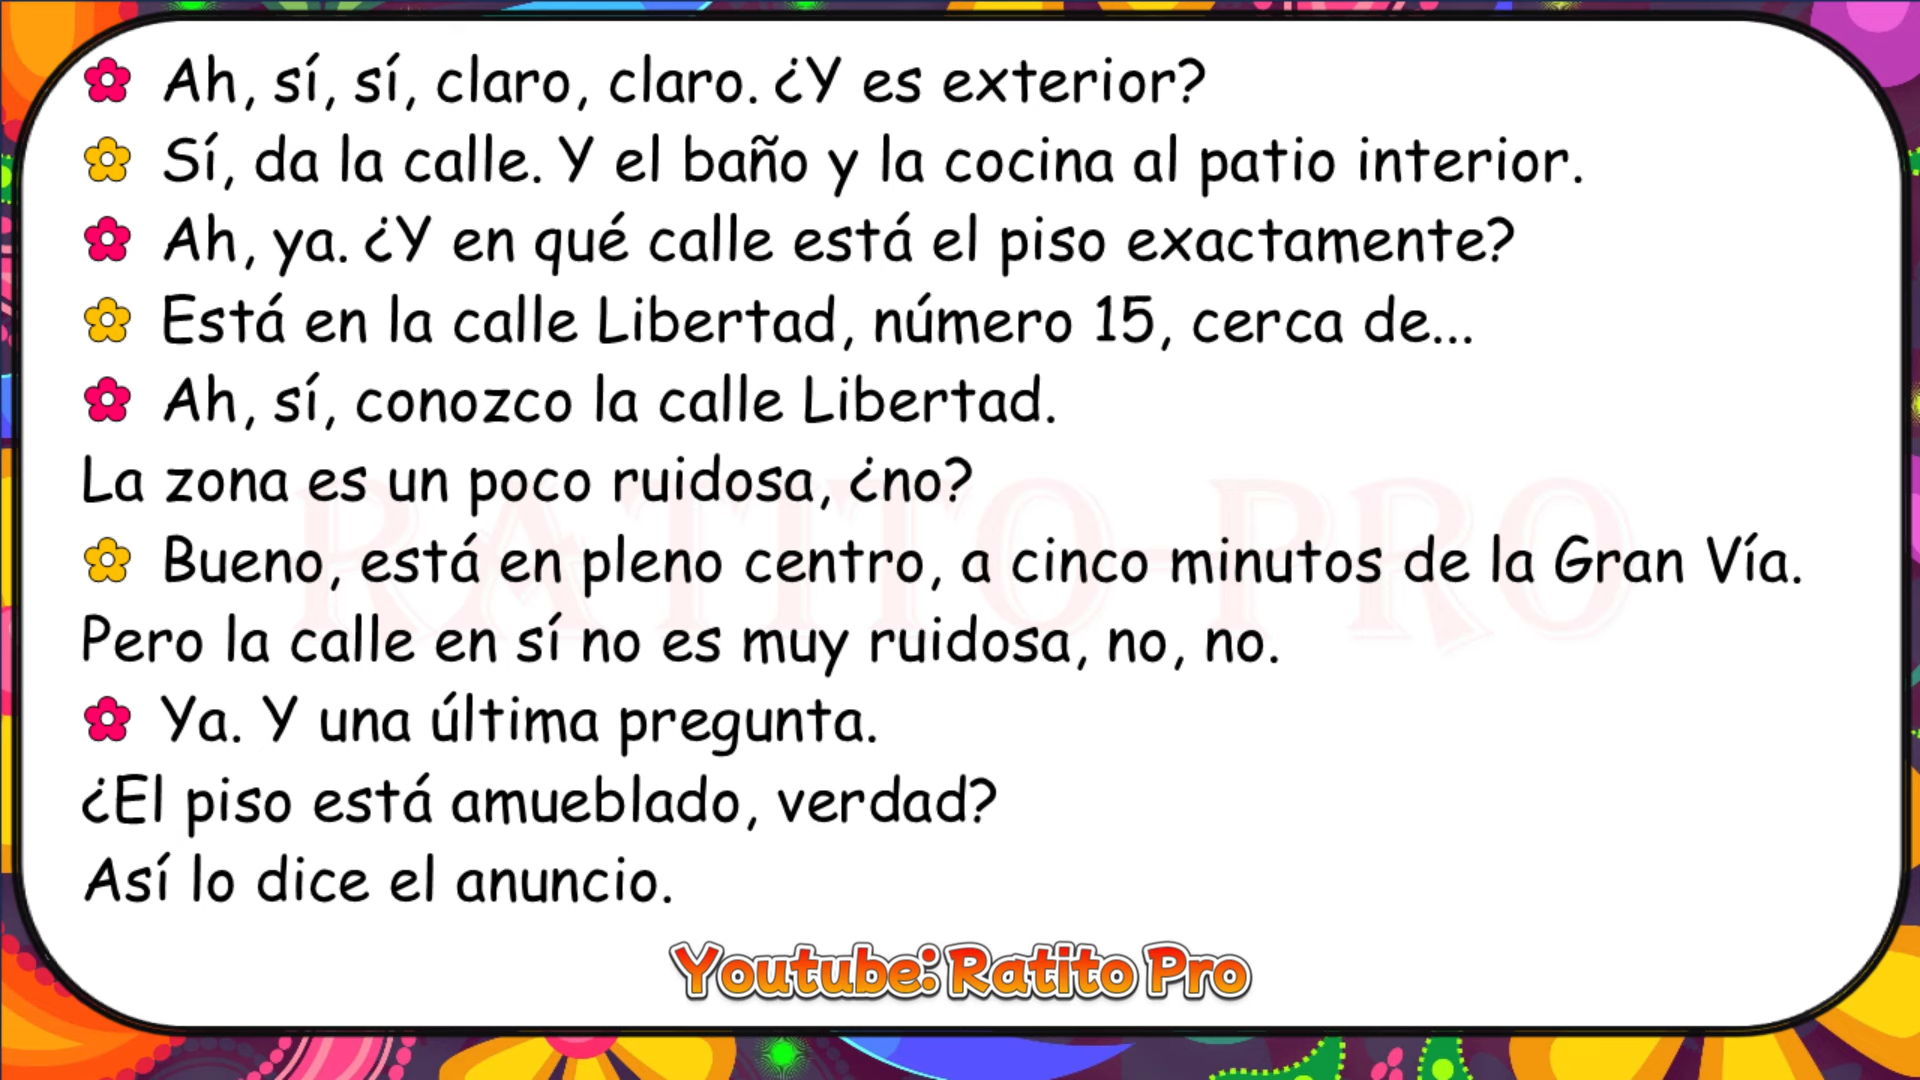 Ah, sí, sí, claro, claro. ¿Y es exterior?
Sí, da la calle. Y el baño y la cocina al patio interior.
Ah, ya. ¿Y en qué calle está el piso exactamente?
Está en la calle Libertad, número 15, cerca de...
Ah, sí, conozco la calle Libertad.
La zona es un poco ruidosa, ¿no?
Bueno, está en pleno centro, a cinco minutos de la Gran Vía.
Pero la calle en sí no es muy ruidosa, no, no.
Ya. Y una última pregunta.
¿El piso está amueblado, verdad?
Así lo dice el anuncio.
RATITO PRO
Youtube: Ratito Pro